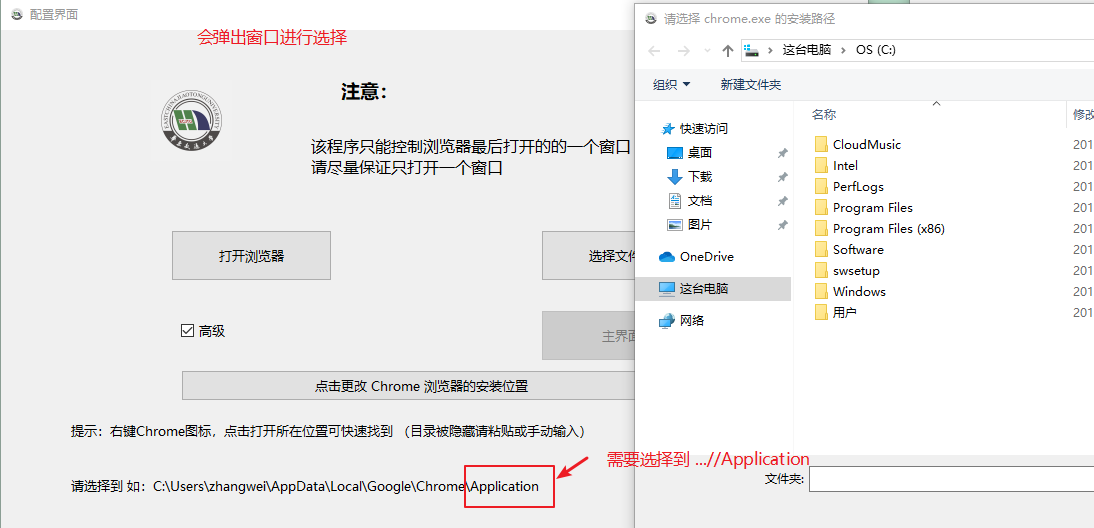 配置界面
会弹出窗口进行选择
注意：
该程序只能控制浏览器最后打开的的一个窗口
请尽量保证只打开一个窗口
打开浏览器
选择文
高级
主界
点击更改 Chrome 浏览器的安装位置
提示：右键Chrome图标，点击打开所在位置可快速找到 （目录被隐藏请粘贴或手动输入）
请选择到 如：C:\Users\zhangwei\AppData\Local\Google\Chrome\Application
需要选择到 ...//Application
请选择 chrome.exe 的安装路径
这台电脑 OS (C:)
组织 新建文件夹
快速访问
桌面
下载
文档
图片
OneDrive
这台电脑
网络
名称 修改
CloudMusic 201
Intel 201
PerfLogs 201
Program Files 201
Program Files (x86) 201
Software 201
swsetup 201
Windows 201
用户 201
文件夹: